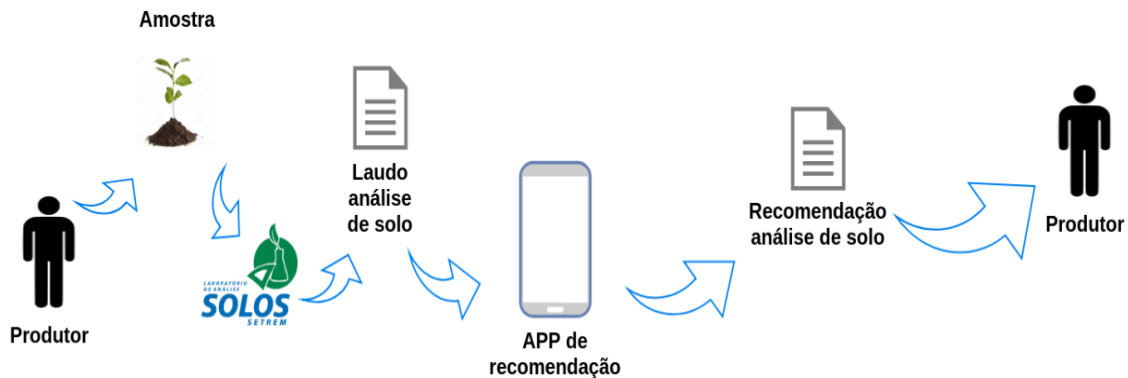 Amostra
Produtor
LABORATÓRIO
DE ANÁLISE
SOLOS
SETREM
Laudo
análise
de solo
APP de
recomendação
Recomendação
análise de solo
Produtor